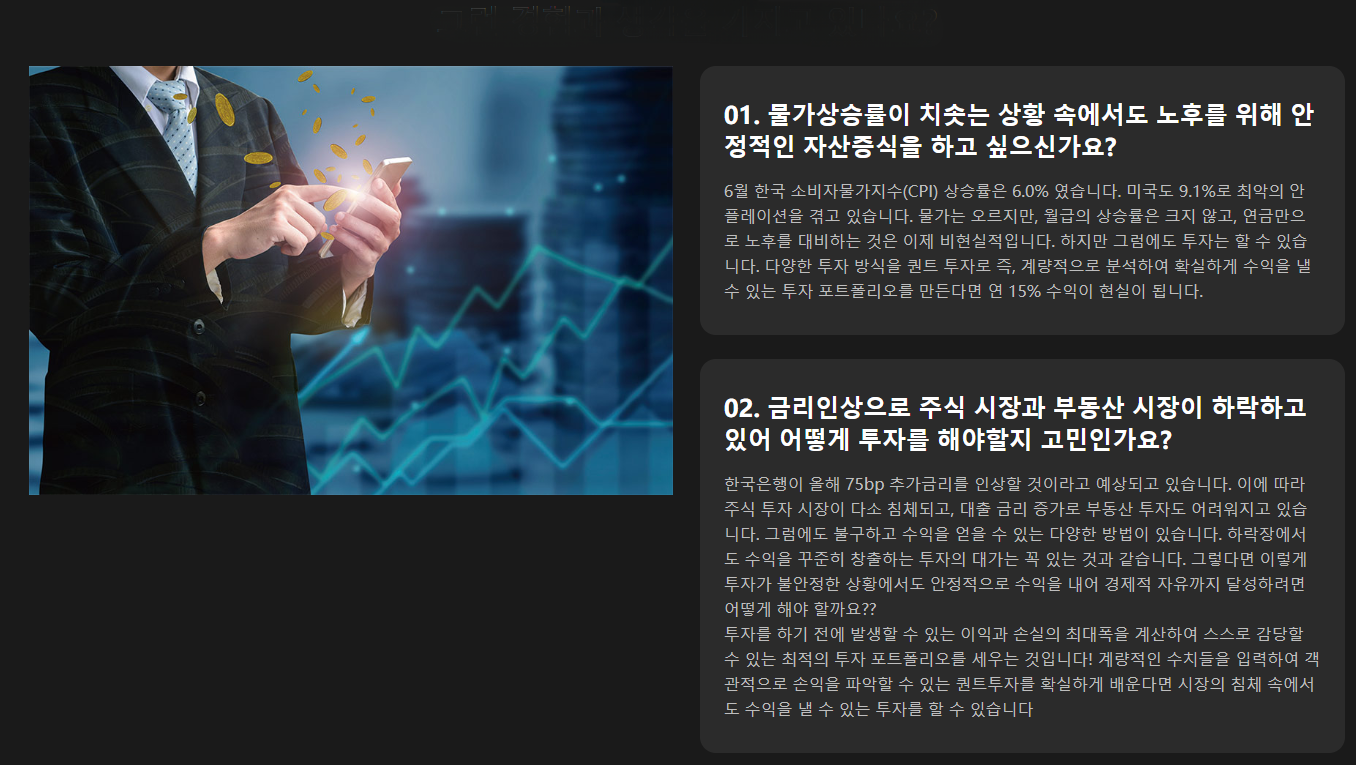 01. 물가상승률이 치솟는 상황 속에서도 노후를 위해 안
정적인 자산증식을 하고 싶으신가요?
6월 한국 소비자물가지수(CPI) 상승률은 6.0% 였습니다. 미국도 9.1%로 최악의 인
플레이션을 겪고 있습니다. 물가는 오르지만, 월급의 상승률은 크지 않고, 연금만으
로 노후를 대비하는 것은 이제 비현실적입니다. 하지만 그럼에도 투자는 할 수 있습
니다. 다양한 투자 방식을 퀀트 투자로 즉, 계량적으로 분석하여 확실하게 수익을 낼
수 있는 투자 포트폴리오를 만든다면 연 15% 수익이 현실이 됩니다.
02. 금리인상으로 주식 시장과 부동산 시장이 하락하고
있어 어떻게 투자를 해야할지 고민인가요?
한국은행이 올해 75bp 추가금리를 인상할 것이라고 예상되고 있습니다. 이에 따라
주식 투자 시장이 다소 침체되고, 대출 금리 증가로 부동산 투자도 어려워지고 있습
니다. 그럼에도 불구하고 수익을 얻을 수 있는 다양한 방법이 있습니다. 하락장에서
도 수익을 꾸준히 창출하는 투자의 대가는 꼭 있는 것과 같습니다. 그렇다면 이렇게
투자가 불안정한 상황에서도 안정적으로 수익을 내어 경제적 자유까지 달성하려면
어떻게 해야 할까요??
투자를 하기 전에 발생할 수 있는 이익과 손실의 최대폭을 계산하여 스스로 감당할
수 있는 최적의 투자 포트폴리오를 세우는 것입니다! 계량적인 수치들을 입력하여 객
관적으로 손익을 파악할 수 있는 퀀트투자를 확실하게 배운다면 시장의 침체 속에서
도 수익을 낼 수 있는 투자를 할 수 있습니다